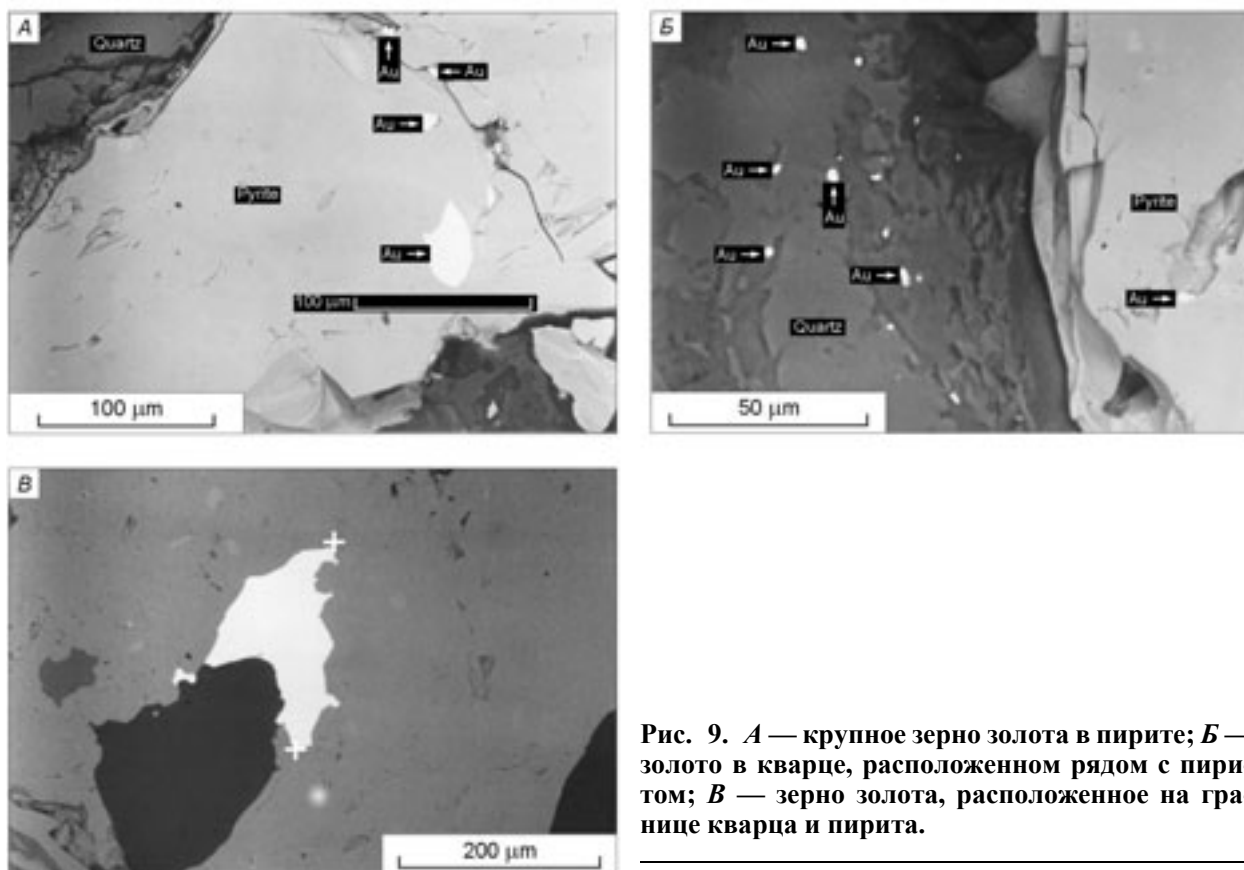 А
Quartz
Au
Au
Au
Pyrite
Au
100 μm
100 μm
Б
Au
Au
Au
Pyrite
Au
Au
Au
Quartz
50 μm
В
200 μm
Рис. 9. А — крупное зерно золота в пирите; Б —
золото в кварце, расположенном рядом с пири-
том; В — зерно золота, расположенное на гра-
нице кварца и пирита.